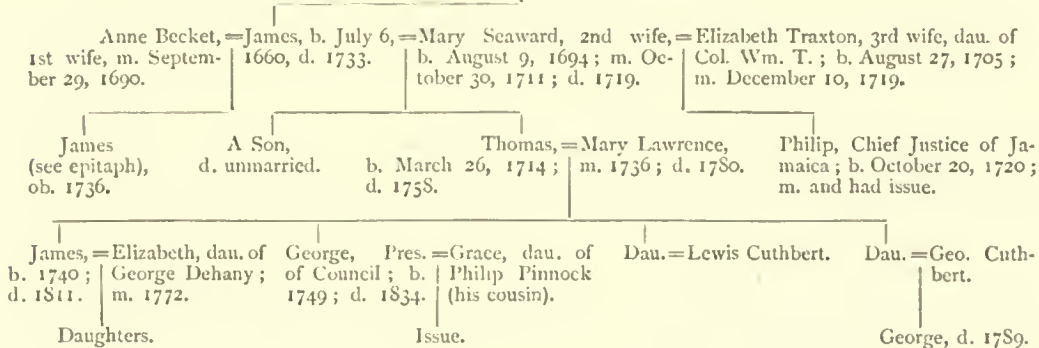 Anne Becket, = James, b. July 6, = Mary Seaward, 2nd wife, = Elizabeth Traxton, 3rd wife, dau. of
1st wife, m. Septem- 1660, d. 1733. b. August 9, 1694; m. Oc- Col. Wm. T.; b. August 27, 1705;
ber 29, 1690. tober 30, 1711; d. 1719. m. December 10, 1719.
James A Son, Thomas, = Mary Lawrence, Philip, Chief Justice of Ja-
(see epitaph), d. unmarried. b. March 26, 1714; m. 1736; d. 1780. maica; b. October 20, 1720;
ob. 1736. d. 1758. m. and had issue.
James, = Elizabeth, dau. of George, Pres. = Grace, dau. of Dau. = Lewis Cuthbert. Dau. = Geo. Cuth-
b. 1740; George Dehany; of Council; b. Philip Pinnock bert.
d. 1811. m. 1772. 1749; d. 1834. (his cousin).
Daughters. Issue. George, d. 1789.